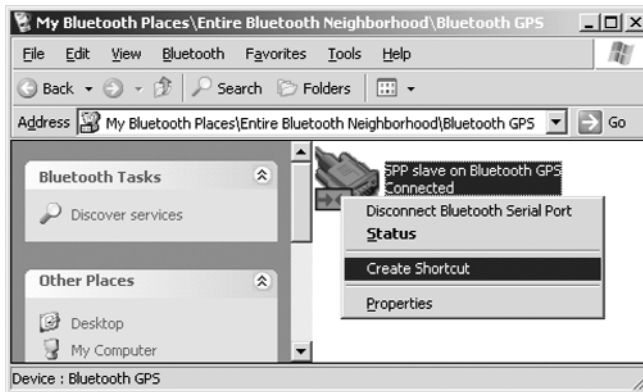 My Bluetooth Places\Entire Bluetooth Neighborhood\Bluetooth GPS
File Edit View Bluetooth Favorites Tools Help
Back Search Folders
Address My Bluetooth Places\Entire Bluetooth Neighborhood\Bluetooth GPS Go
Bluetooth Tasks
Discover services
Other Places
Desktop
My Computer
SPP slave on Bluetooth GPS
Connected
Disconnect Bluetooth Serial Port
Status
Create Shortcut
Properties
Device : Bluetooth GPS